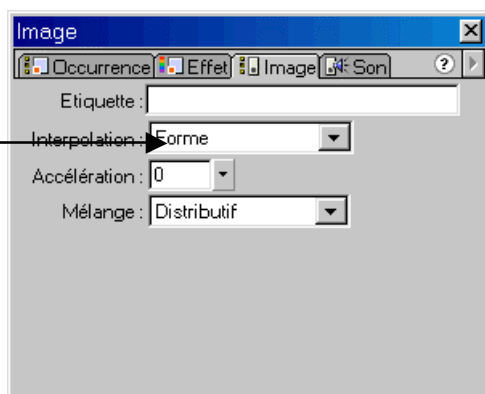 Image
Occurrence Effet Image Son ?
Etiquette :
Interpolation : Forme
Accélération : 0
Mélange : Distributif